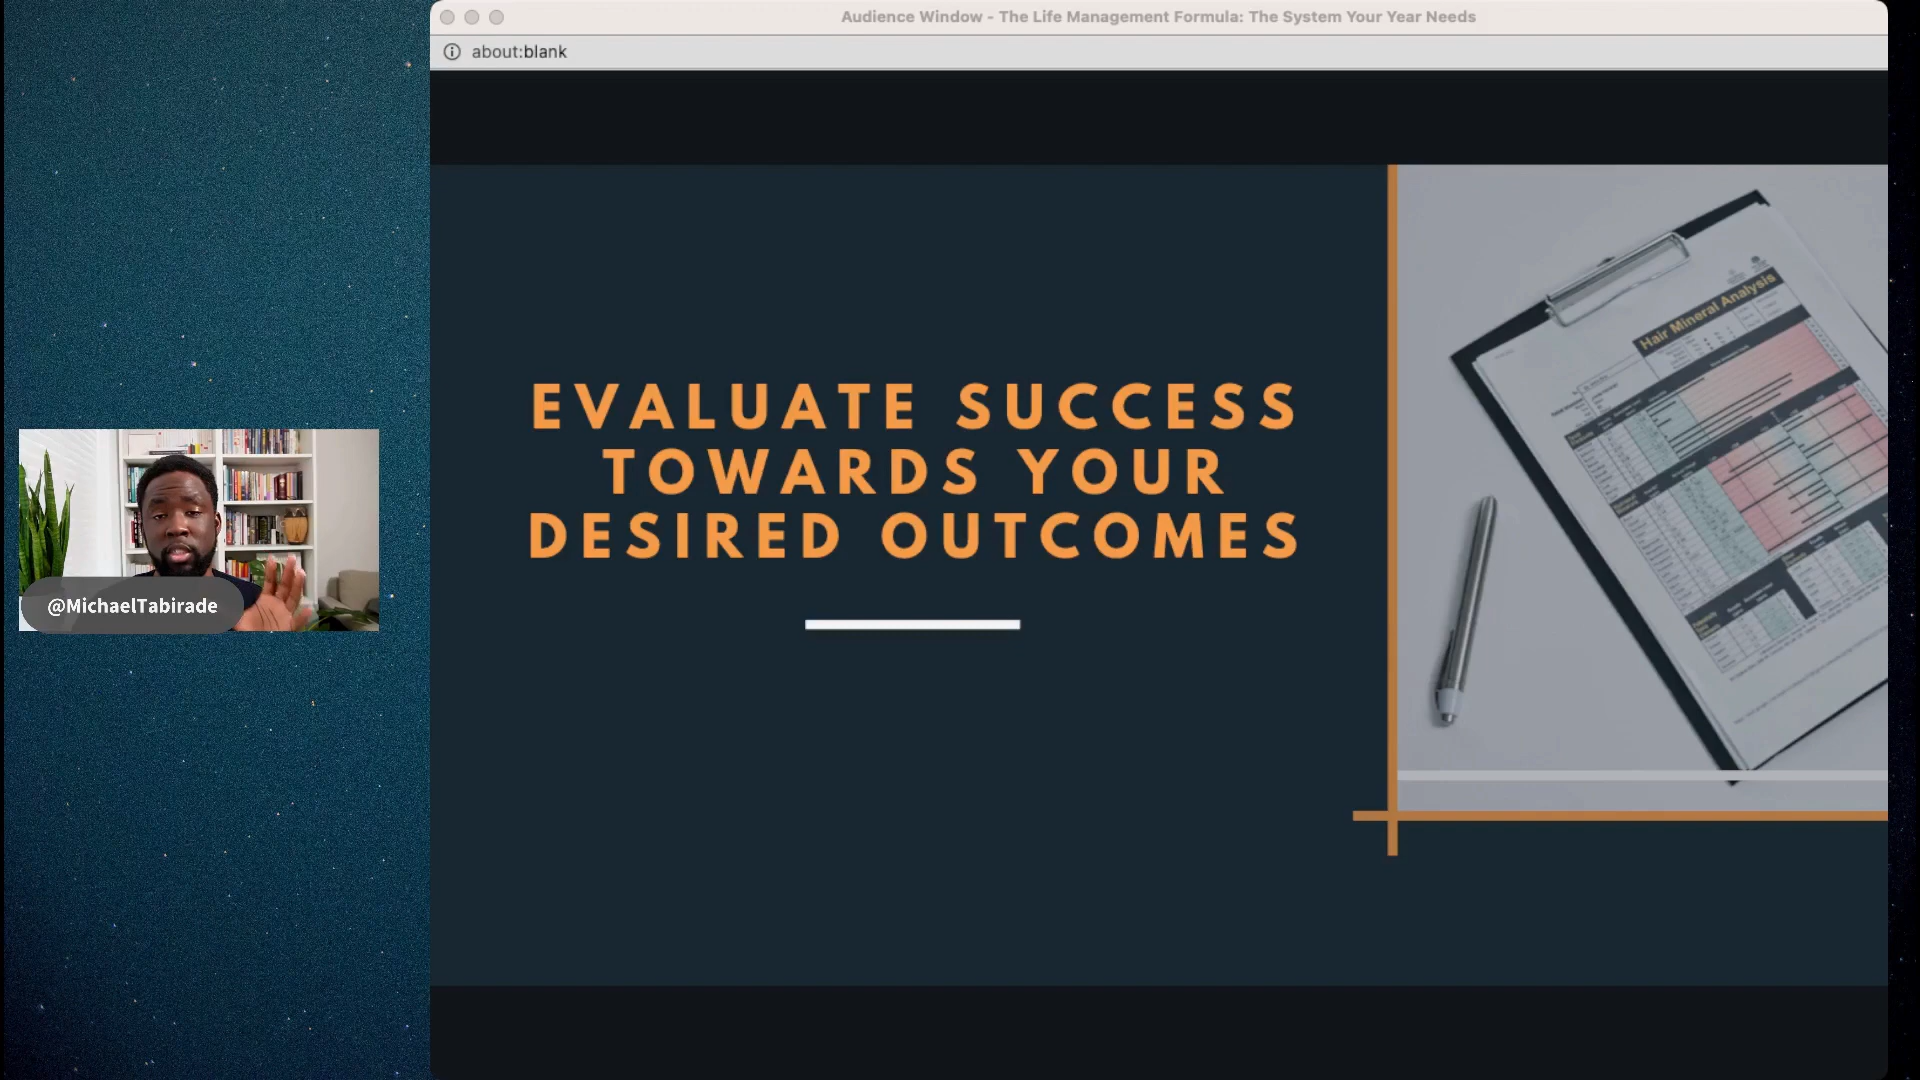 Audience Window - The Life Management Formula: The System Your Year Needs
about:blank
EVALUATE SUCCESS
TOWARDS YOUR
DESIRED OUTCOMES
@MichaelTabirade
Hair Mineral Analysis